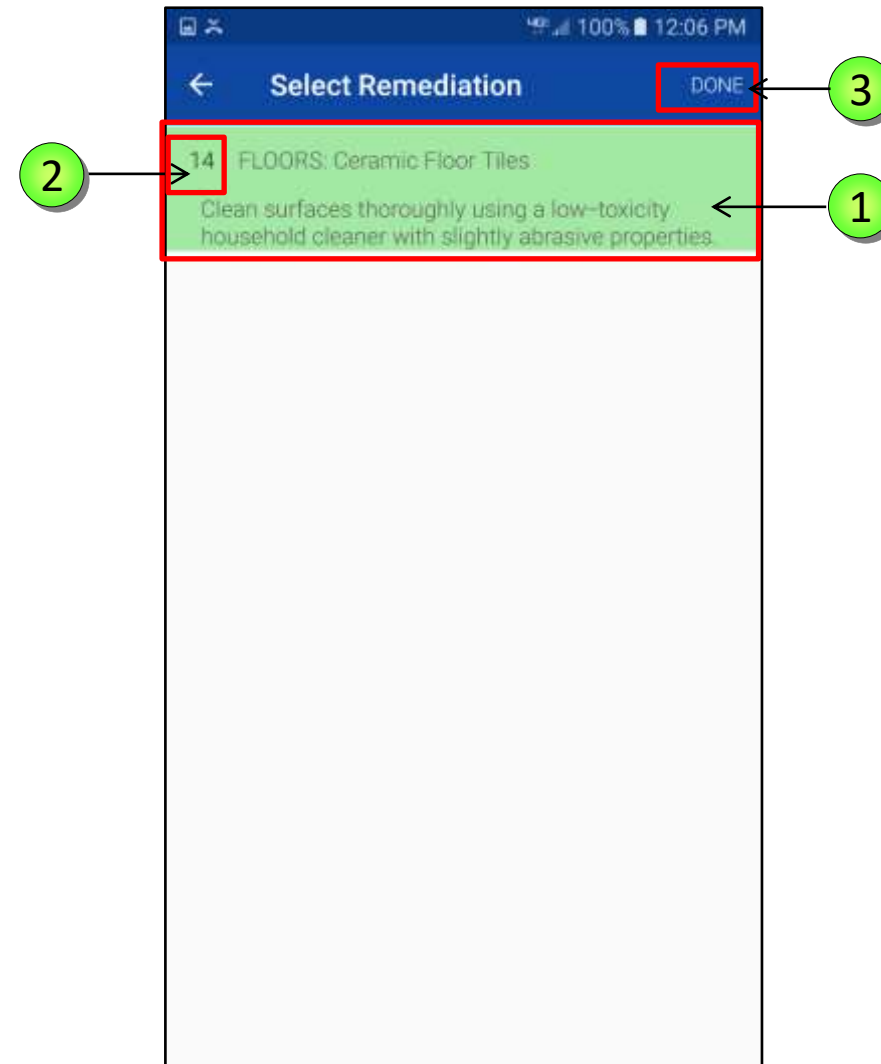 100% 12:06 PM
Select Remediation DONE
3
14 FLOORS: Ceramic Floor Tiles
2
Clean surfaces thoroughly using a low-toxicity
1
household cleaner with slightly abrasive properties.